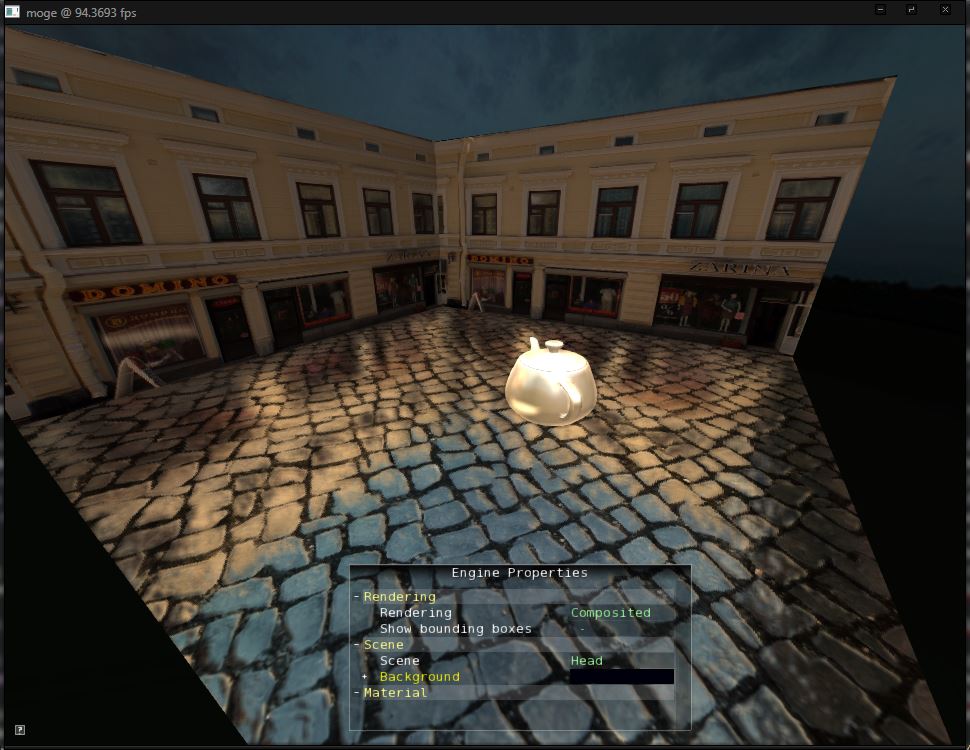 moge @ 94.3693 fps
DOMINO
DOMINO
ZARINA
Engine Properties
- Rendering
Rendering Composited
Show bounding boxes -
- Scene
Scene Head
+ Background
- Material
?